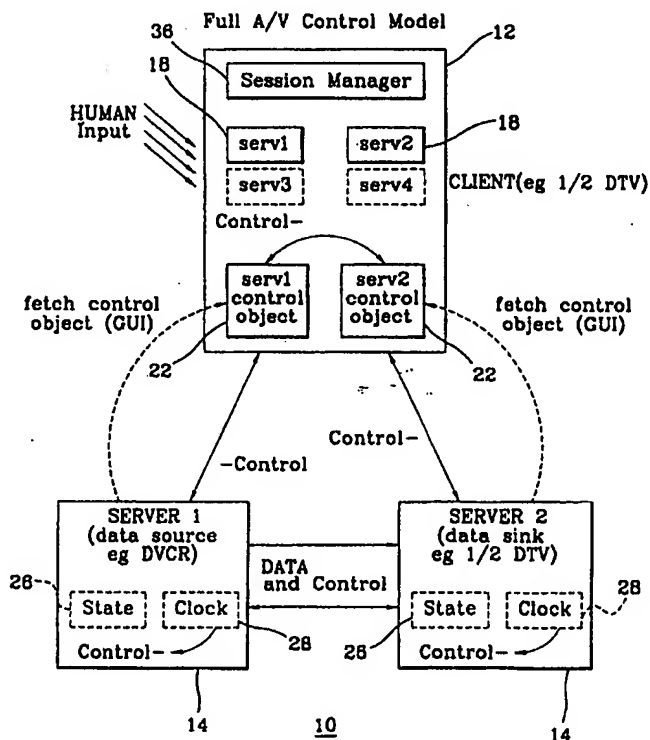 Full A/V Control Model
36
12
Session Manager
18
HUMAN
Input
serv1
serv2
18
serv3
serv4
CLIENT(eg 1/2 DTV)
Control-
serv1
control
object
serv2
control
object
fetch control
object (GUI)
fetch control
object (GUI)
22
22
-Control
Control-
SERVER 1
(data source
eg DVCR)
SERVER 2
(data sink
eg 1/2 DTV)
DATA
and Control
26
State
Clock
28
Control-
State
Clock
28
26
Control-
14
10
14